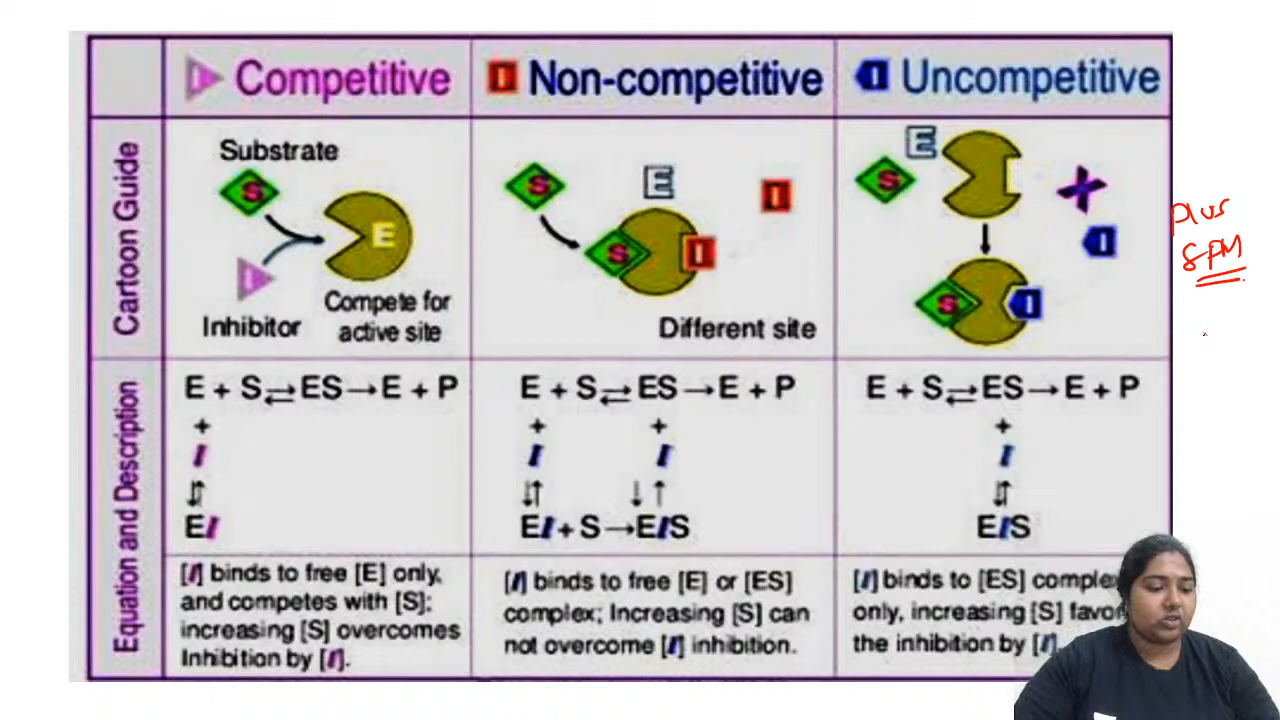 Competitive
Non-competitive
Uncompetitive
Cartoon Guide
Substrate
S
E
I
Inhibitor
Compete for
active site
S
E
I
S
I
Different site
E
S
I
S
I
Equation and Description
E + S ⇌ ES → E + P
+
I
⇌
EI
E + S ⇌ ES → E + P
+ +
I I
EI + S → EIS
E + S ⇌ ES → E + P
+
I
EIS
[I] binds to free [E] only,
and competes with [S];
increasing [S] overcomes
Inhibition by [I].
[I] binds to free [E] or [ES]
complex; Increasing [S] can
not overcome [I] inhibition.
[I] binds to [ES] complex
only, increasing [S] favor
the inhibition by [I].
plus
SPM